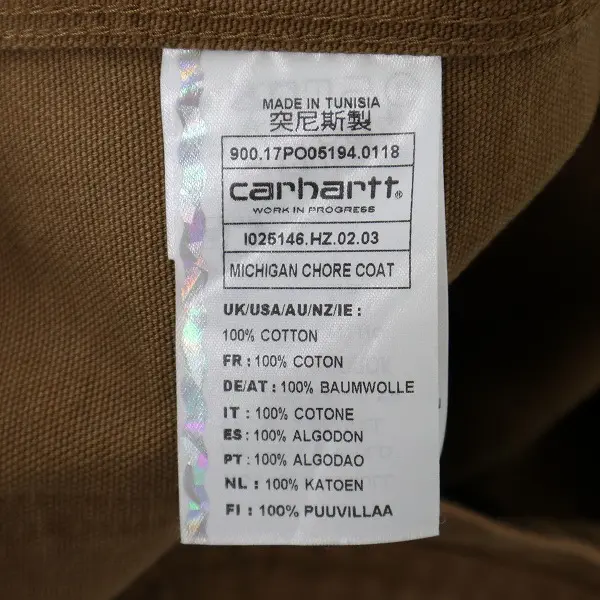 MADE IN TUNISIA
突尼斯製
900.17PO05194.0118
carhartt®
WORK IN PROGRESS
I025146.HZ.02.03
MICHIGAN CHORE COAT
UK/USA/AU/NZ/IE :
100% COTTON
FR : 100% COTON
DE/AT : 100% BAUMWOLLE
IT : 100% COTONE
ES : 100% ALGODON
PT : 100% ALGODAO
NL : 100% KATOEN
FI : 100% PUUVILLAA